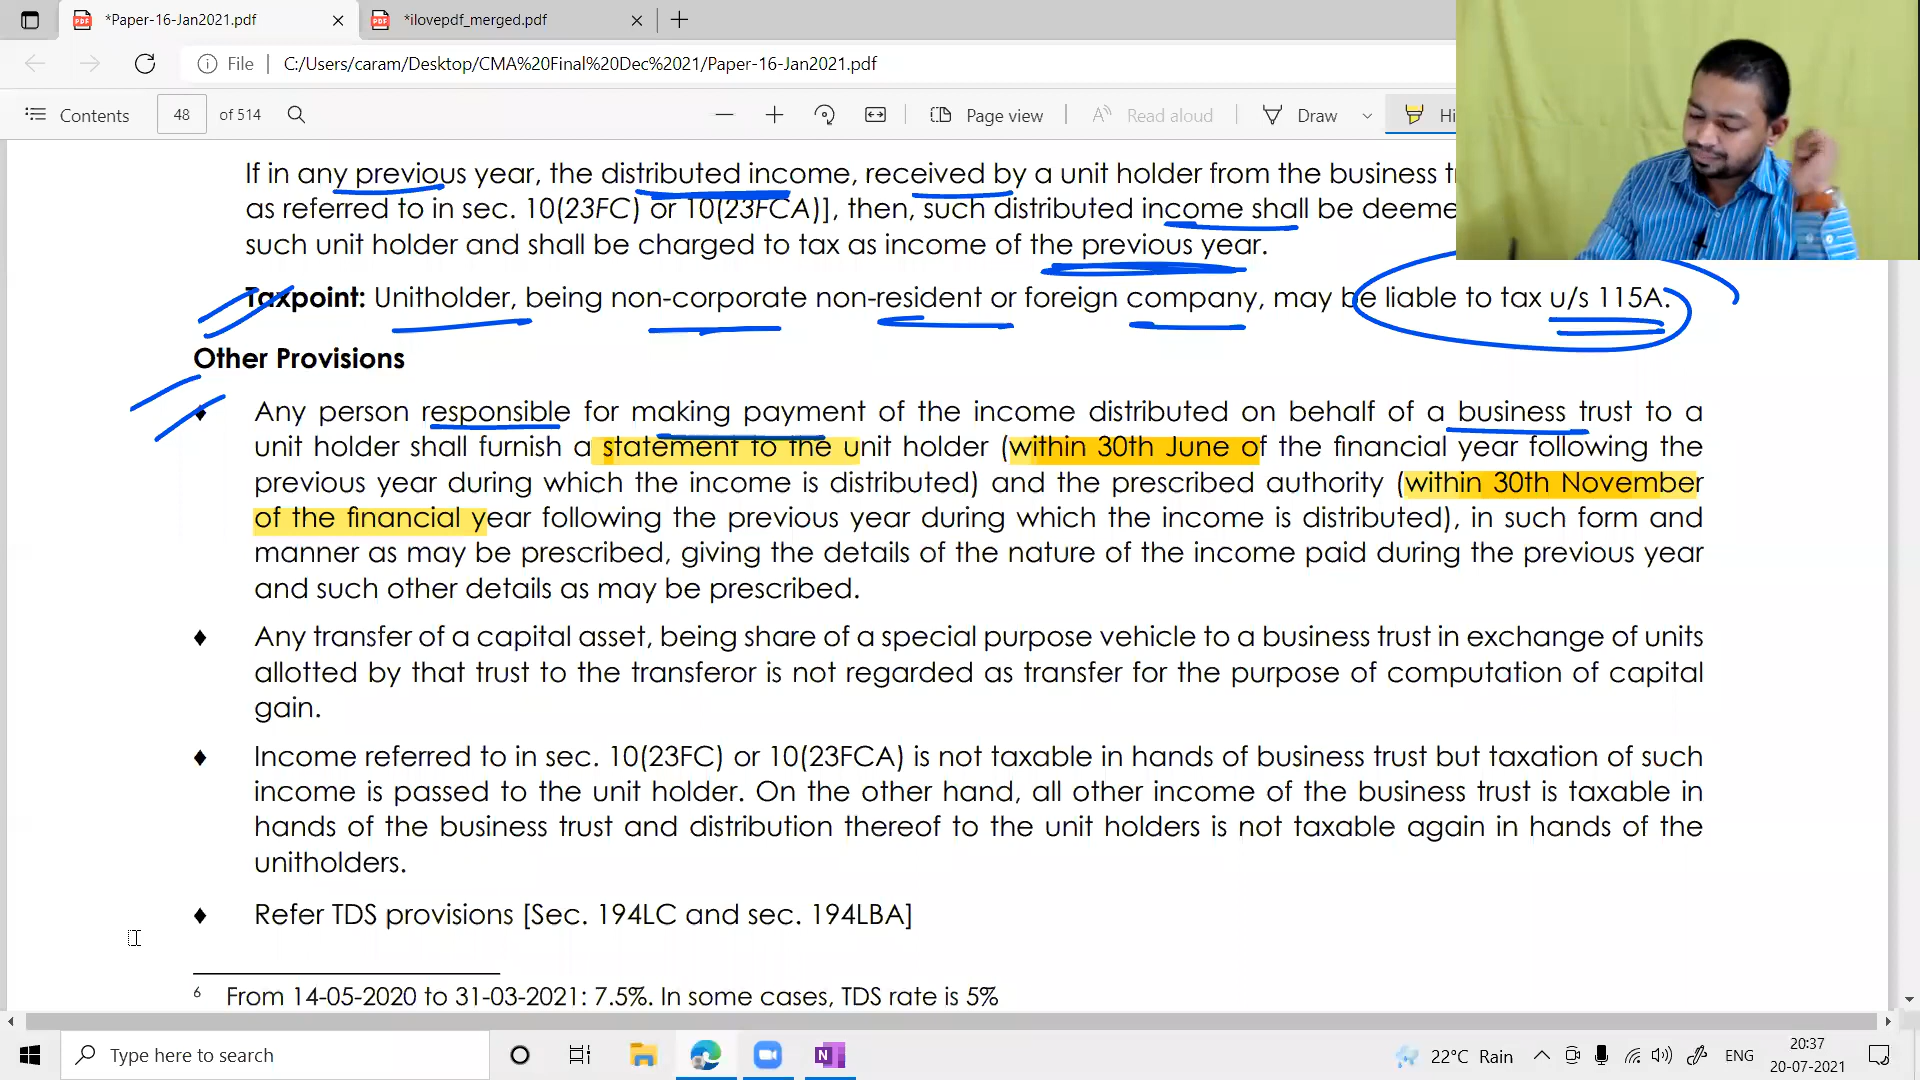 *Paper-16-Jan2021.pdf
*ilovepdf_merged.pdf
File
C:/Users/caram/Desktop/CMA%20Final%20Dec%2021/Paper-16-Jan2021.pdf
Contents 48 of 514 Page view Read aloud Draw Hi
If in any previous year, the distributed income, received by a unit holder from the business t
as referred to in sec. 10(23FC) or 10(23FCA)], then, such distributed income shall be deeme
such unit holder and shall be charged to tax as income of the previous year.
Taxpoint: Unitholder, being non-corporate non-resident or foreign company, may be liable to tax u/s 115A.
Other Provisions
♦ Any person responsible for making payment of the income distributed on behalf of a business trust to a
unit holder shall furnish a statement to the unit holder (within 30th June of the financial year following the
previous year during which the income is distributed) and the prescribed authority (within 30th November
of the financial year following the previous year during which the income is distributed), in such form and
manner as may be prescribed, giving the details of the nature of the income paid during the previous year
and such other details as may be prescribed.
♦ Any transfer of a capital asset, being share of a special purpose vehicle to a business trust in exchange of units
allotted by that trust to the transferor is not regarded as transfer for the purpose of computation of capital
gain.
♦ Income referred to in sec. 10(23FC) or 10(23FCA) is not taxable in hands of business trust but taxation of such
income is passed to the unit holder. On the other hand, all other income of the business trust is taxable in
hands of the business trust and distribution thereof to the unit holders is not taxable again in hands of the
unitholders.
♦ Refer TDS provisions [Sec. 194LC and sec. 194LBA]
6 From 14-05-2020 to 31-03-2021: 7.5%. In some cases, TDS rate is 5%
Type here to search
22°C Rain
ENG
20:37
20-07-2021